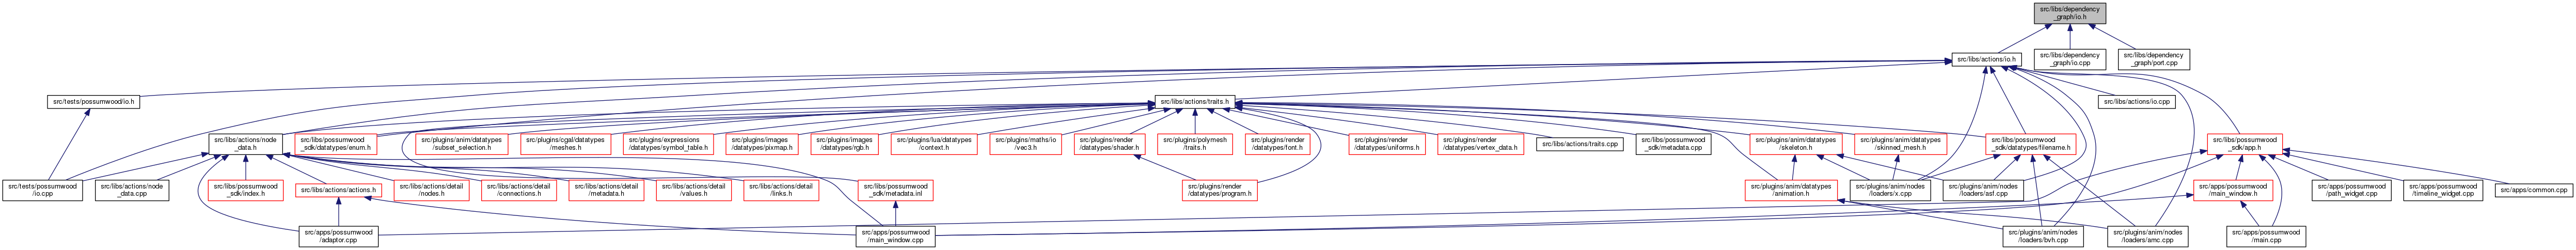 src/libs/dependency
_graph/io.h
src/libs/actions/io.h
src/libs/dependency
_graph/io.cpp
src/libs/dependency
_graph/port.cpp
src/tests/possumwood/io.h
src/libs/actions/traits.h
src/libs/actions/io.cpp
src/libs/actions/node
_data.h
src/libs/possumwood
_sdk/datatypes/enum.h
src/plugins/anim/datatypes
/subset_selection.h
src/plugins/cgal/datatypes
/meshes.h
src/plugins/expressions
/datatypes/symbol_table.h
src/plugins/images
/datatypes/pixmap.h
src/plugins/images
/datatypes/rgb.h
src/plugins/lua/datatypes
/context.h
src/plugins/maths/io
/vec3.h
src/plugins/render
/datatypes/shader.h
src/plugins/polymesh
/traits.h
src/plugins/render
/datatypes/font.h
src/plugins/render
/datatypes/uniforms.h
src/plugins/render
/datatypes/vertex_data.h
src/libs/actions/traits.cpp
src/libs/possumwood
_sdk/metadata.cpp
src/plugins/anim/datatypes
/skeleton.h
src/plugins/anim/datatypes
/skinned_mesh.h
src/libs/possumwood
_sdk/datatypes/filename.h
src/libs/possumwood
_sdk/app.h
src/tests/possumwood
/io.cpp
src/libs/actions/node
_data.cpp
src/libs/possumwood
_sdk/index.h
src/libs/actions/actions.h
src/libs/actions/detail
/nodes.h
src/libs/actions/detail
/connections.h
src/libs/actions/detail
/metadata.h
src/libs/actions/detail
/values.h
src/libs/actions/detail
/links.h
src/libs/possumwood
_sdk/metadata.inl
src/plugins/render
/datatypes/program.h
src/plugins/anim/datatypes
/animation.h
src/plugins/anim/nodes
/loaders/x.cpp
src/plugins/anim/nodes
/loaders/asf.cpp
src/apps/possumwood
/main_window.h
src/apps/possumwood
/path_widget.cpp
src/apps/possumwood
/timeline_widget.cpp
src/apps/common.cpp
src/apps/possumwood
/adaptor.cpp
src/apps/possumwood
/main_window.cpp
src/plugins/anim/nodes
/loaders/bvh.cpp
src/plugins/anim/nodes
/loaders/amc.cpp
src/apps/possumwood
/main.cpp